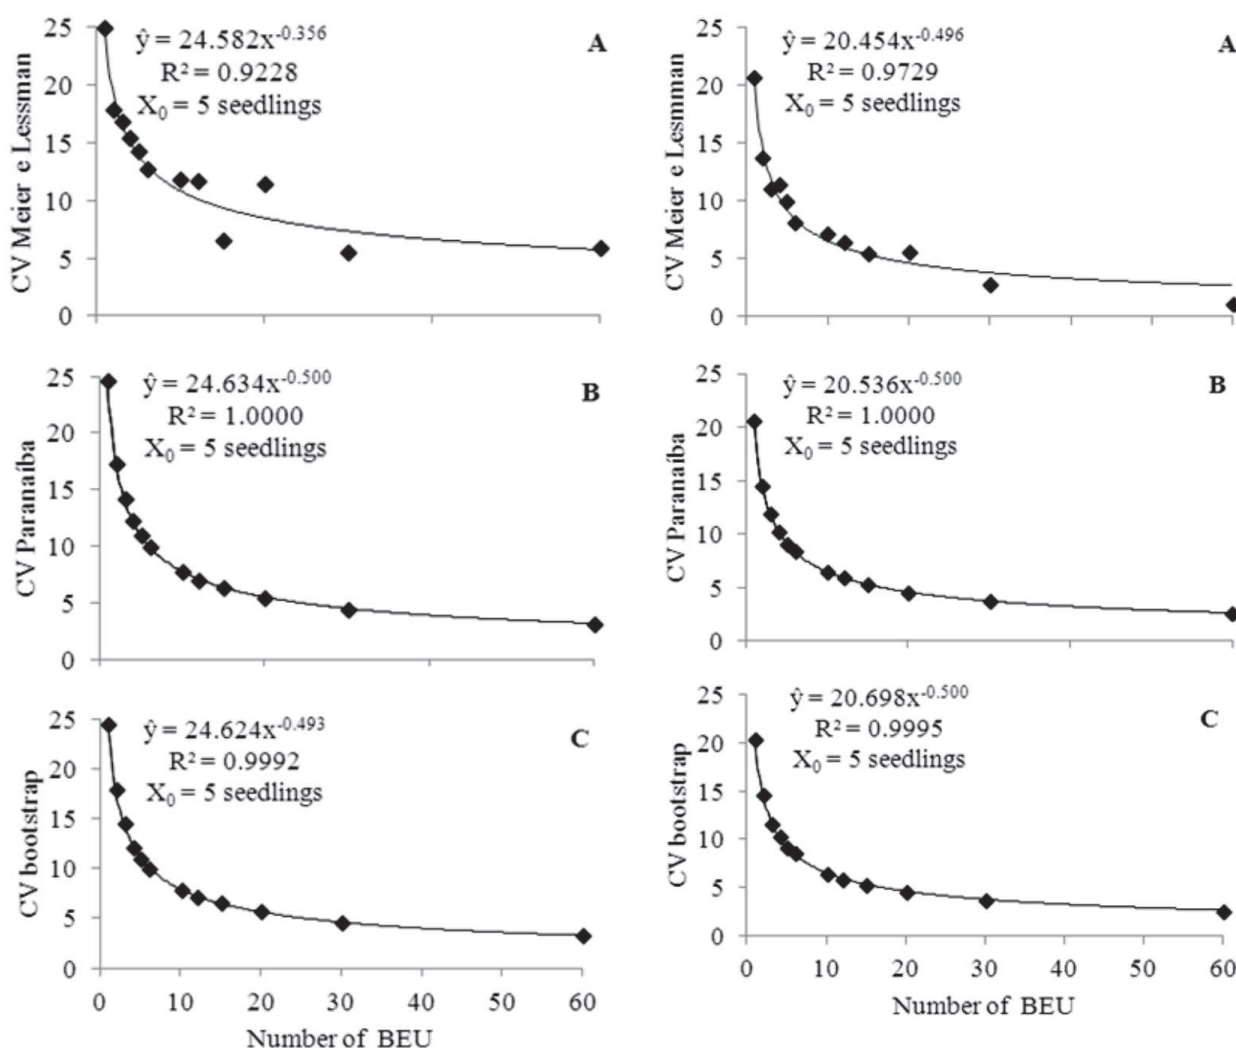 25
20
15
10
5
0
CV Meier e Lessman
ŷ = 24.582x^-0.356
R² = 0.9228
X₀ = 5 seedlings
A
25
20
15
10
5
0
CV Meier e Lesmman
ŷ = 20.454x^-0.496
R² = 0.9729
X₀ = 5 seedlings
A
25
20
15
10
5
0
CV Paranaíba
ŷ = 24.634x^-0.500
R² = 1.0000
X₀ = 5 seedlings
B
25
20
15
10
5
0
CV Paranaíba
ŷ = 20.536x^-0.500
R² = 1.0000
X₀ = 5 seedlings
B
25
20
15
10
5
0
CV bootstrap
ŷ = 24.624x^-0.493
R² = 0.9992
X₀ = 5 seedlings
C
0 10 20 30 40 50 60
Number of BEU
25
20
15
10
5
0
CV bootstrap
ŷ = 20.698x^-0.500
R² = 0.9995
X₀ = 5 seedlings
C
0 10 20 30 40 50 60
Number of BEU